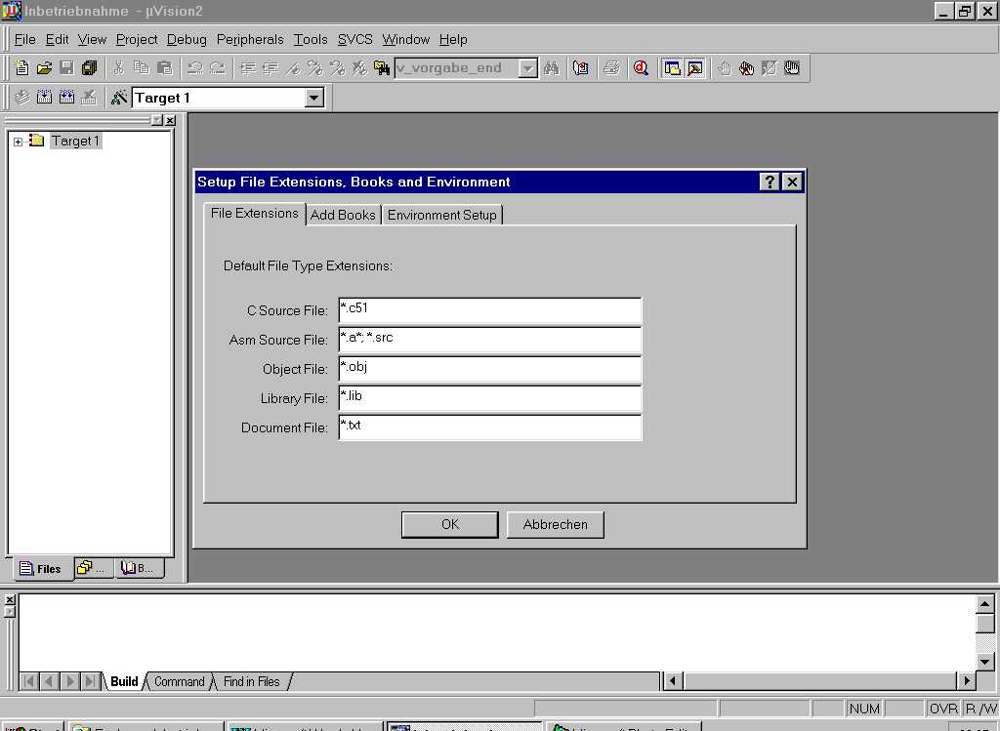 Inbetriebnahme - µVision2
File Edit View Project Debug Peripherals Tools SVCS Window Help
v_vorgabe_end
Target 1
Target 1
Setup File Extensions, Books and Environment
File Extensions Add Books Environment Setup
Default File Type Extensions:
C Source File: *.c51
Asm Source File: *.a*; *.src
Object File: *.obj
Library File: *.lib
Document File: *.txt
OK Abbrechen
Files ... B...
Build Command Find in Files
NUM OVR R/W